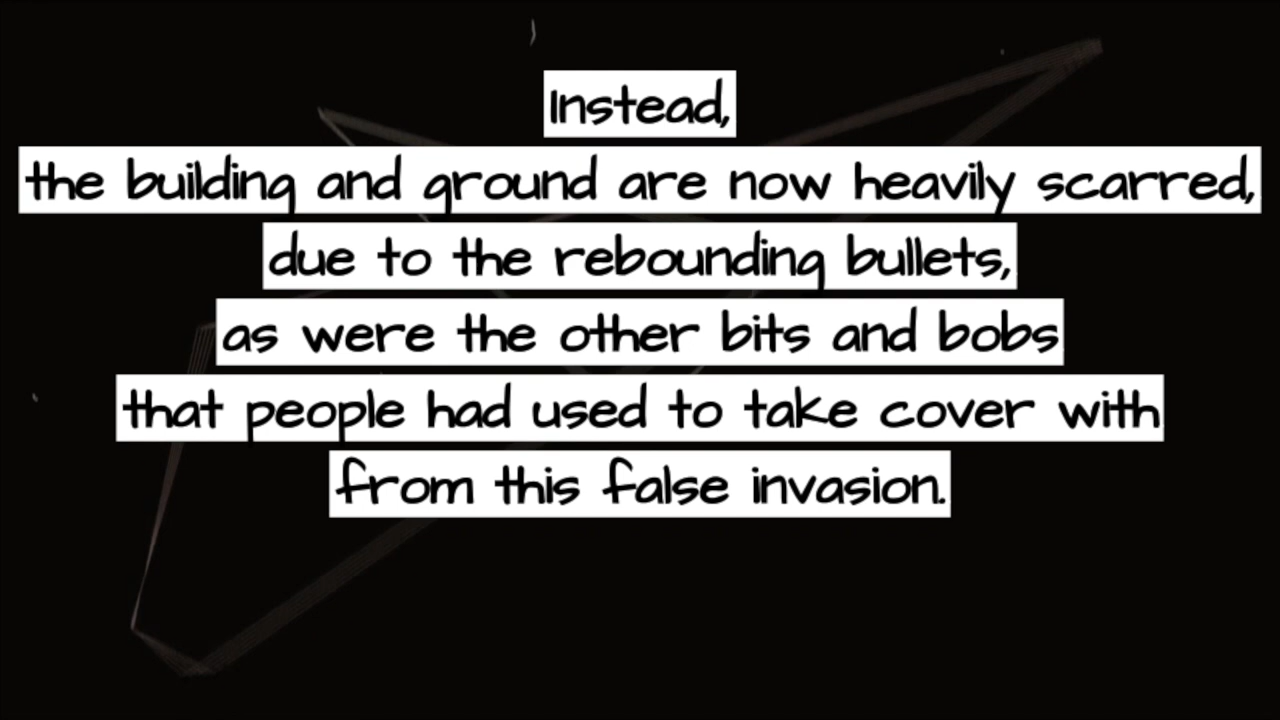 Instead,
the building and ground are now heavily scarred,
due to the rebounding bullets,
as were the other bits and bobs
that people had used to take cover with
from this false invasion.